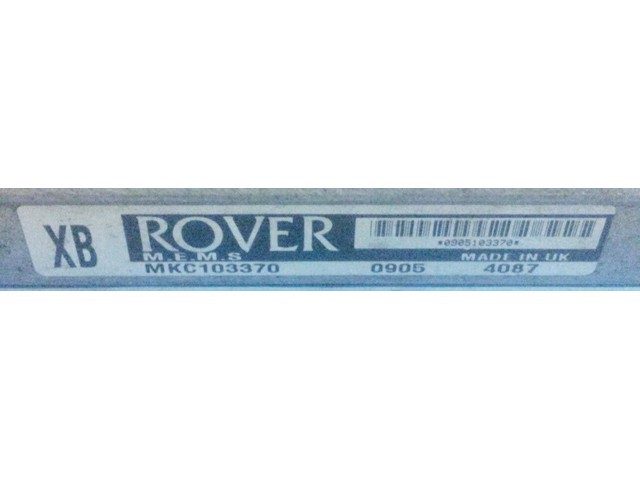 XB
ROVER
M.E.M.S
*0905103370*
MADE IN UK
MKC103370 0905 4087